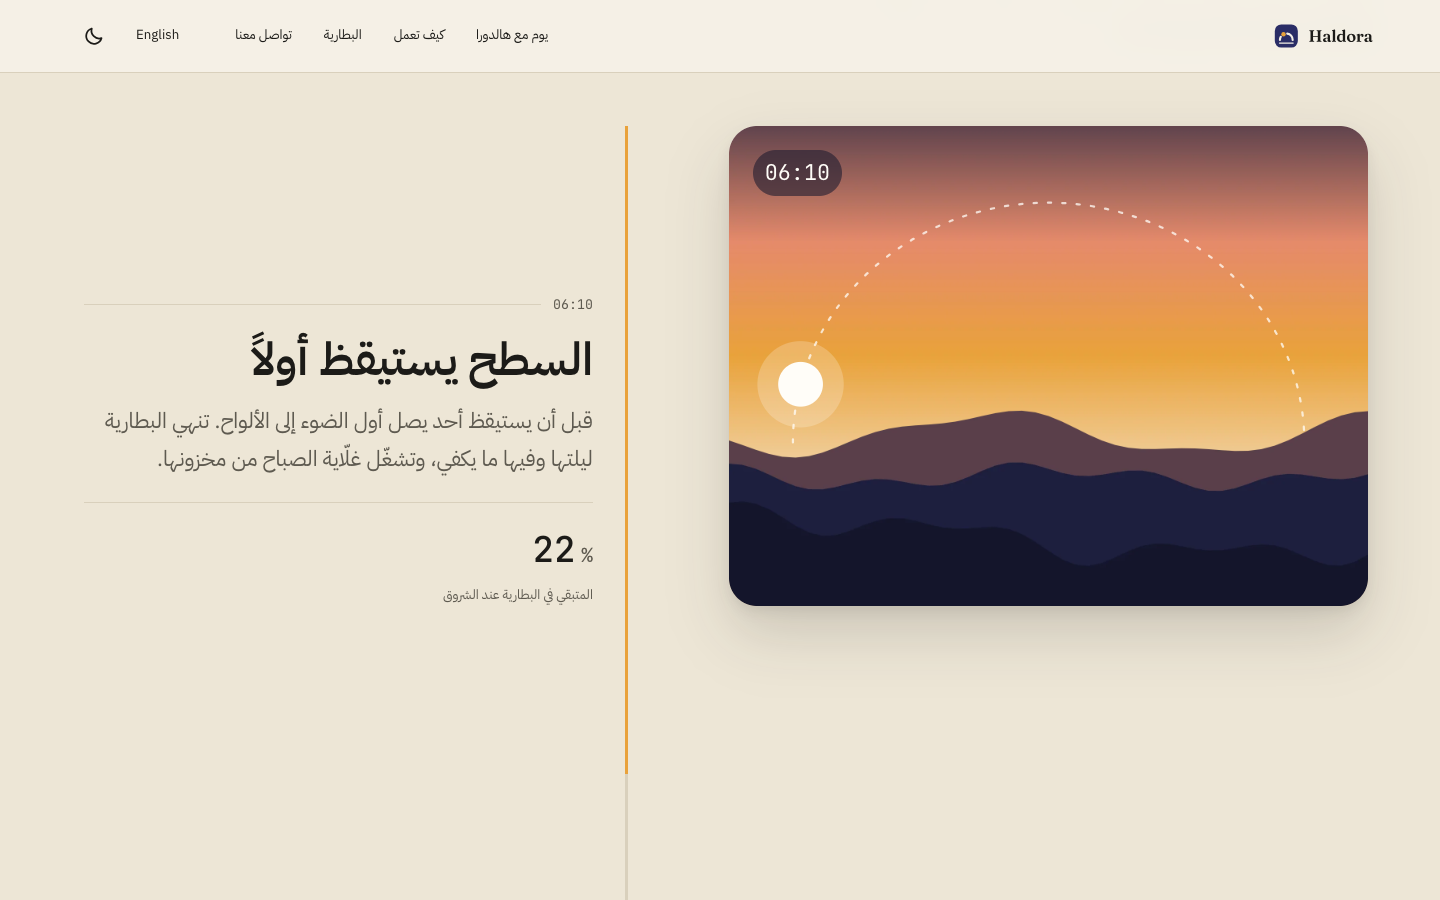 Haldora
يوم مع هالدورا
كيف تعمل
البطارية
تواصل معنا
English
06:10
06:10
السطح يستيقظ أولاً
قبل أن يستيقظ أحد يصل أول الضوء إلى الألواح. تنهي البطارية
ليلتها وفيها ما يكفي، وتشغّل غلّاية الصباح من مخزونها.
22 %
المتبقي في البطارية عند الشروق